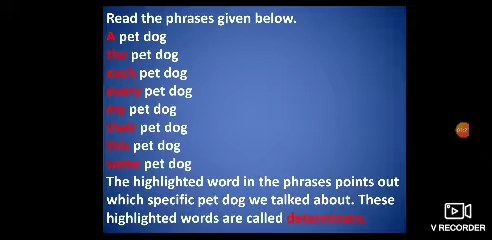 Read the phrases given below.
A pet dog
the pet dog
each pet dog
every pet dog
my pet dog
their pet dog
this pet dog
some pet dog
The highlighted word in the phrases points out
which specific pet dog we talked about. These
highlighted words are called determiners.
V RECORDER